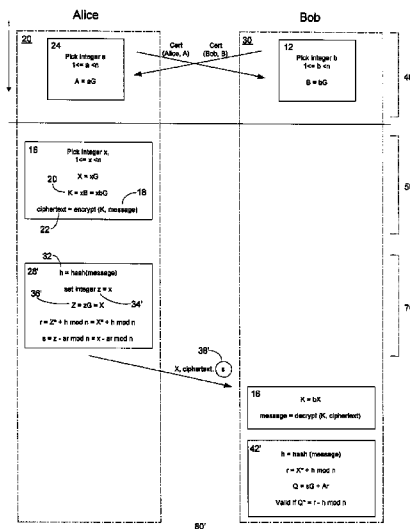 Alice
Bob
20
24
Pick integer a
1<= a <n
A = aG
Cert
(Alice, A)
Cert
(Bob, B)
30
12
Pick integer b
1<= b <n
B = bG
16
Pick integer x,
1<= x <n
X = xG
20
K = xB = xbG
18
ciphertext = encrypt (K, message)
22
32
28'
h = hash(message)
set integer z = x
36'
Z = zG = X
34'
r = Z* + h mod n = X* + h mod n
s = z - ar mod n = x - ar mod n
38'
X, ciphertext, s
16
K = bX
message = decrypt (K, ciphertext)
42'
h = hash (message)
r = X* + h mod n
Q = sG + Ar
Valid if Q* = r - h mod n
80'